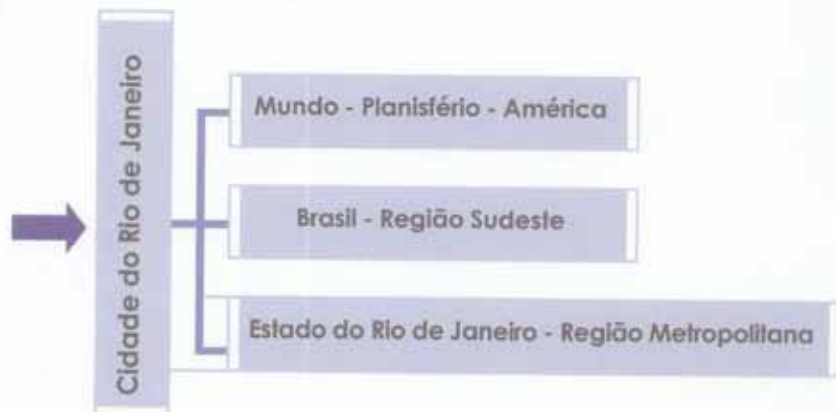 Cidade do Rio de Janeiro
Mundo - Planisfério - América
Brasil - Região Sudeste
Estado do Rio de Janeiro - Região Metropolitana